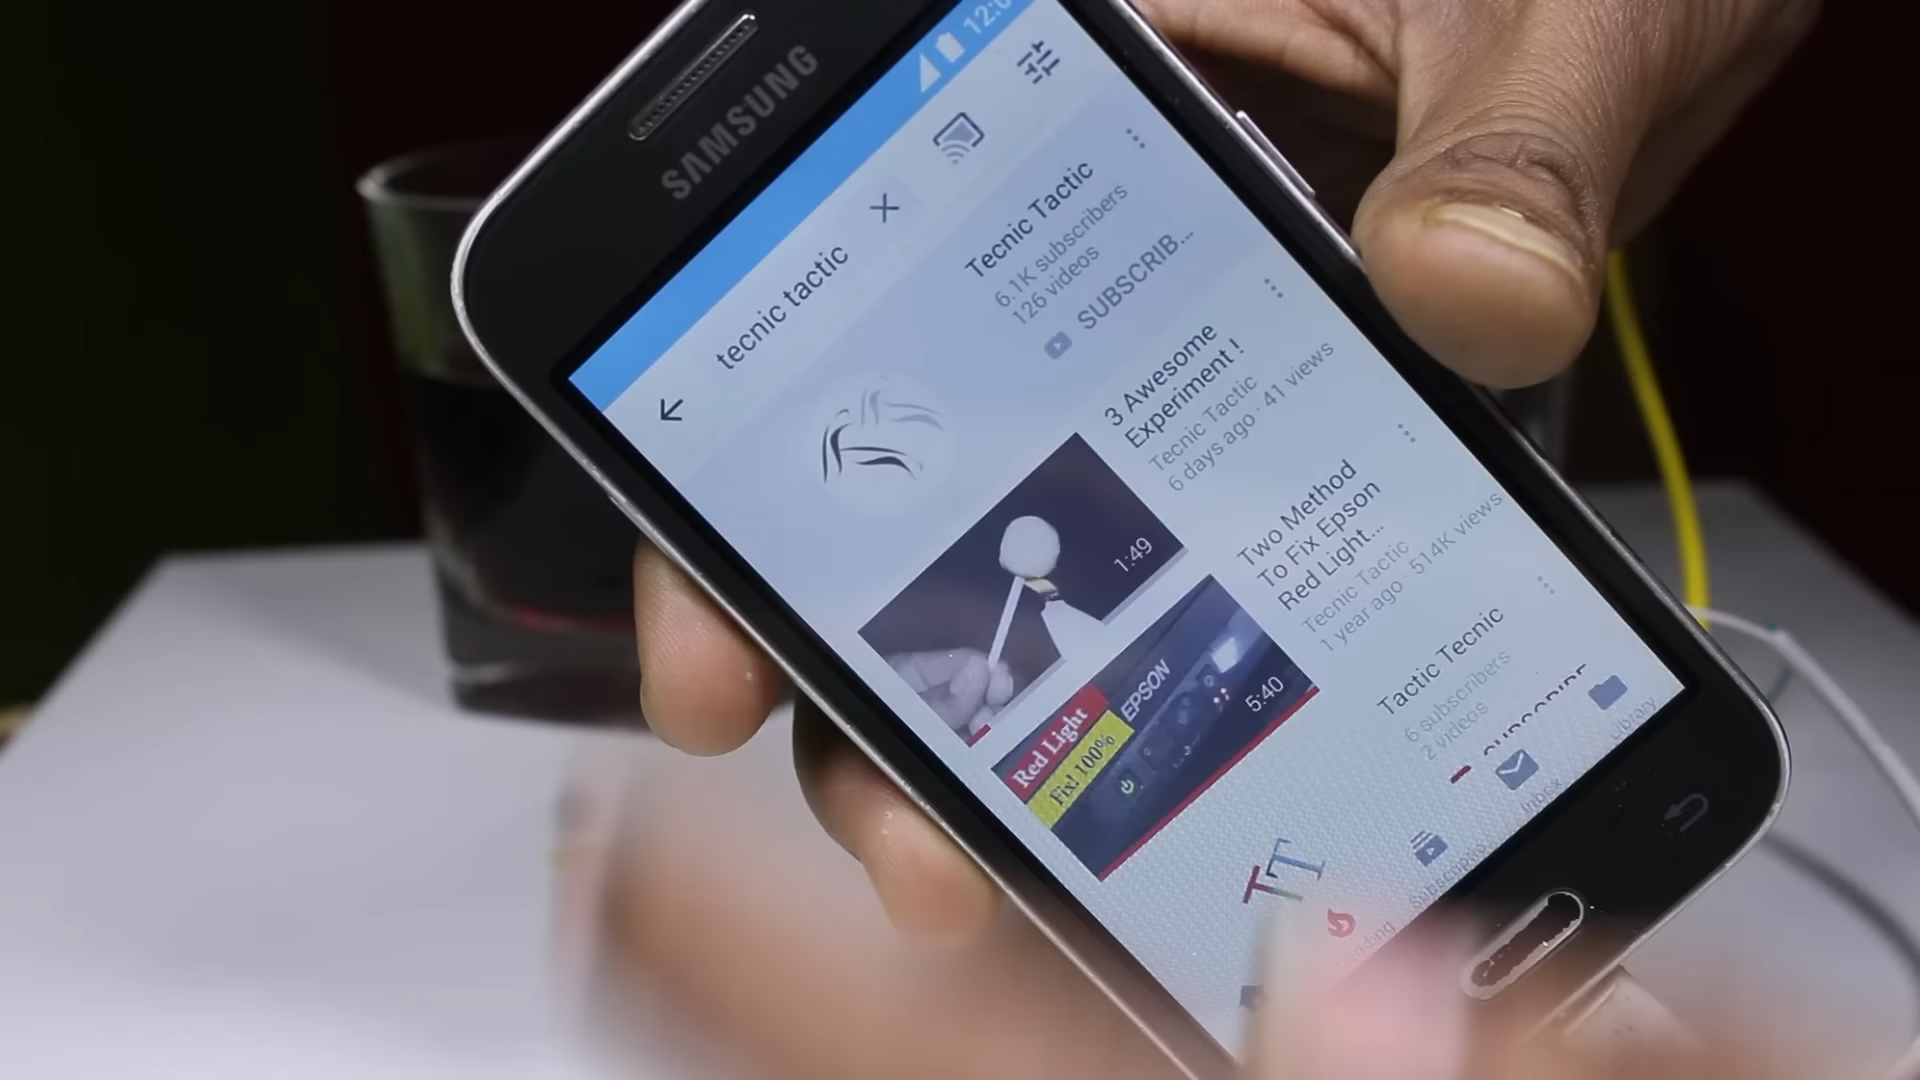 SAMSUNG
tecnic tactic
Tecnic Tactic
6.1K subscribers
126 videos
SUBSCRIB...
3 Awesome
Experiment !
Tecnic Tactic
6 days ago · 41 views
1:49
Two Method
To Fix Epson
Red Light...
Tecnic Tactic
1 year ago · 514K views
EPSON
Red Light
Fix! 100%
5:40
Tactic Tecnic
6 subscribers
2 videos
TT
Inbox
Library